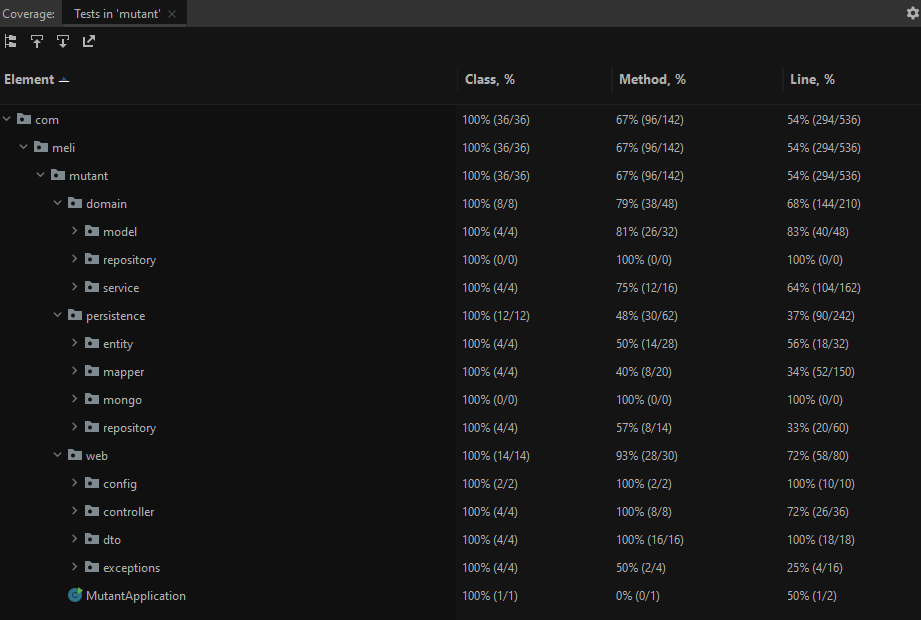 Coverage: Tests in 'mutant' ×
Element Class, % Method, % Line, %
com 100% (36/36) 67% (96/142) 54% (294/536)
meli 100% (36/36) 67% (96/142) 54% (294/536)
mutant 100% (36/36) 67% (96/142) 54% (294/536)
domain 100% (8/8) 79% (38/48) 68% (144/210)
model 100% (4/4) 81% (26/32) 83% (40/48)
repository 100% (0/0) 100% (0/0) 100% (0/0)
service 100% (4/4) 75% (12/16) 64% (104/162)
persistence 100% (12/12) 48% (30/62) 37% (90/242)
entity 100% (4/4) 50% (14/28) 56% (18/32)
mapper 100% (4/4) 40% (8/20) 34% (52/150)
mongo 100% (0/0) 100% (0/0) 100% (0/0)
repository 100% (4/4) 57% (8/14) 33% (20/60)
web 100% (14/14) 93% (28/30) 72% (58/80)
config 100% (2/2) 100% (2/2) 100% (10/10)
controller 100% (4/4) 100% (8/8) 72% (26/36)
dto 100% (4/4) 100% (16/16) 100% (18/18)
exceptions 100% (4/4) 50% (2/4) 25% (4/16)
MutantApplication 100% (1/1) 0% (0/1) 50% (1/2)